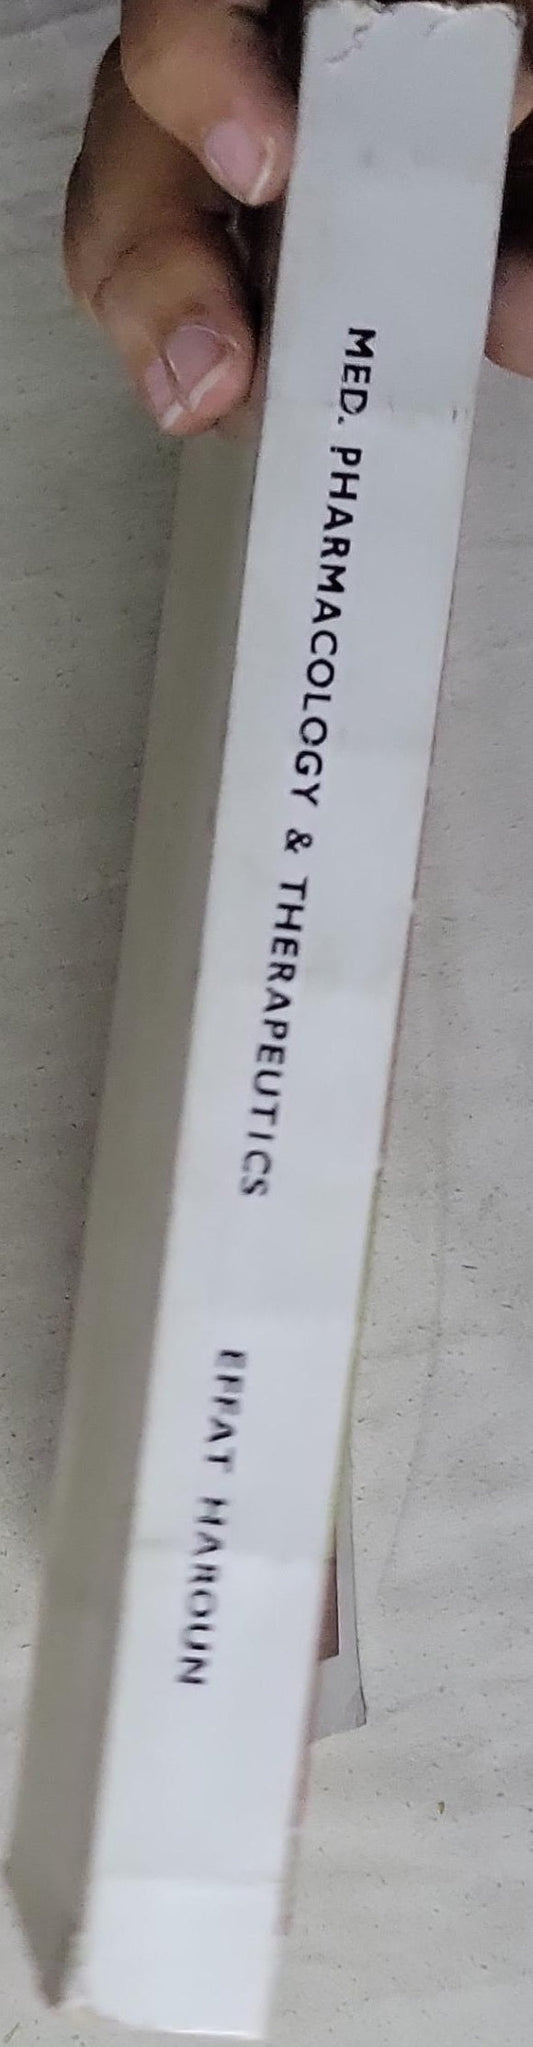 MED. PHARMACOLOGY & THERAPEUTICS
EFFAT HAROUN